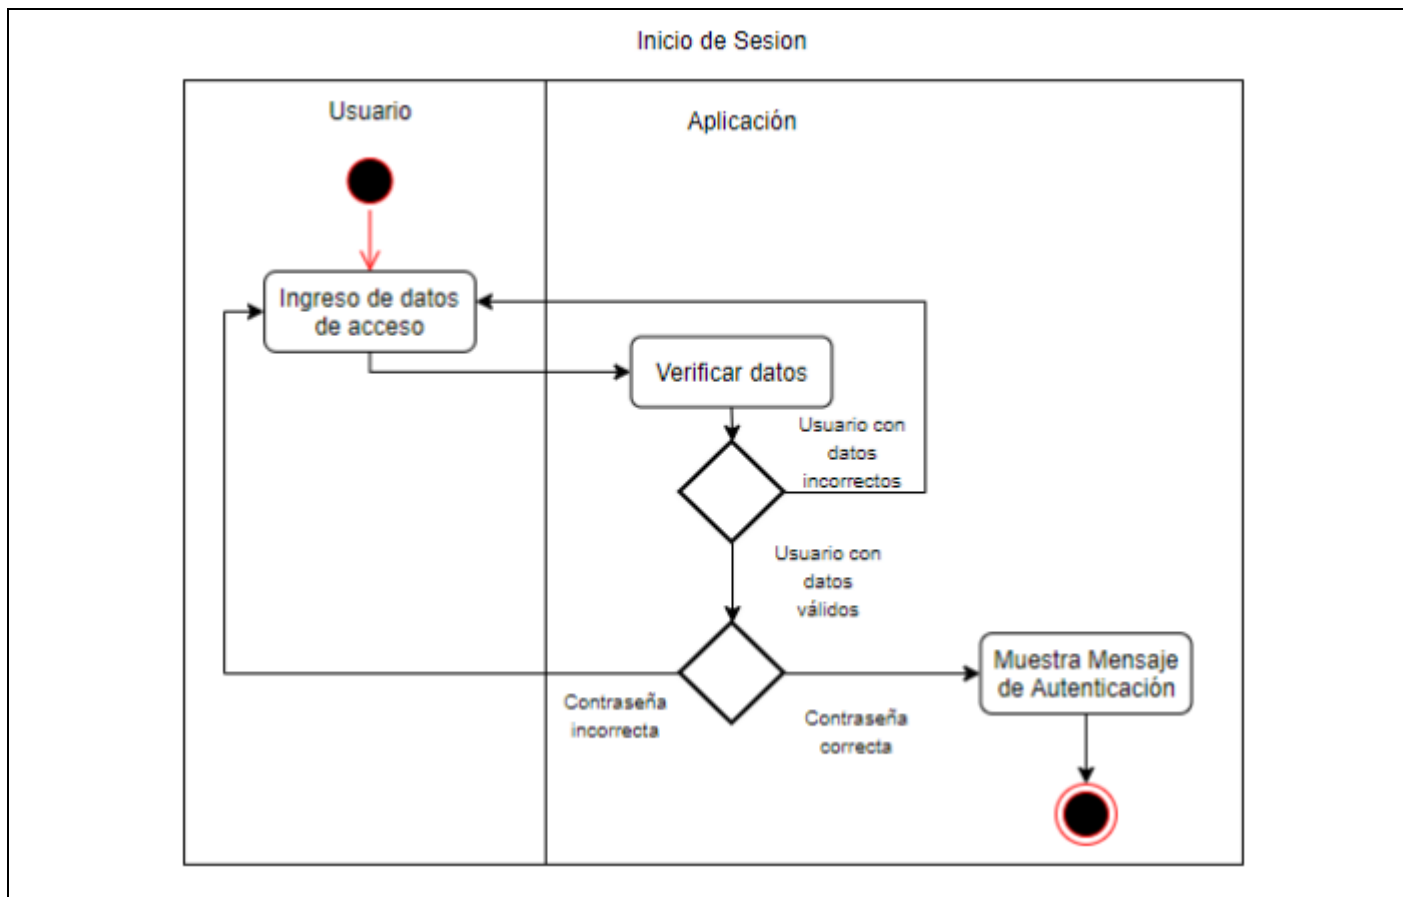 Inicio de Sesion
Usuario
Aplicación
Ingreso de datos
de acceso
Verificar datos
Usuario con
datos
incorrectos
Usuario con
datos
válidos
Muestra Mensaje
de Autenticación
Contraseña
incorrecta
Contraseña
correcta